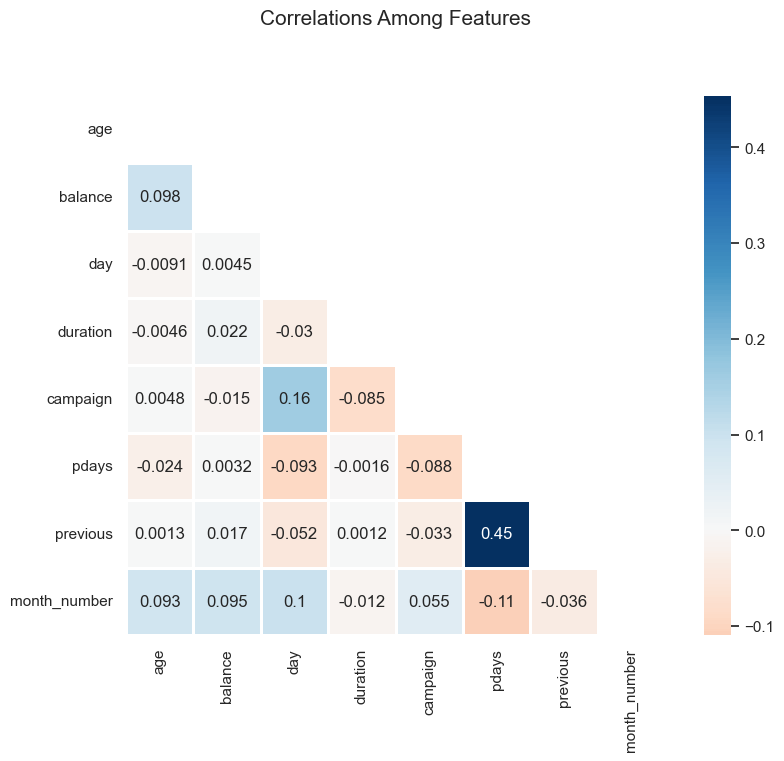 Correlations Among Features
age
balance 0.098
day -0.0091 0.0045
duration -0.0046 0.022 -0.03
campaign 0.0048 -0.015 0.16 -0.085
pdays -0.024 0.0032 -0.093 -0.0016 -0.088
previous 0.0013 0.017 -0.052 0.0012 -0.033 0.45
month_number 0.093 0.095 0.1 -0.012 0.055 -0.11 -0.036
age balance day duration campaign pdays previous month_number
0.4
0.3
0.2
0.1
0.0
−0.1